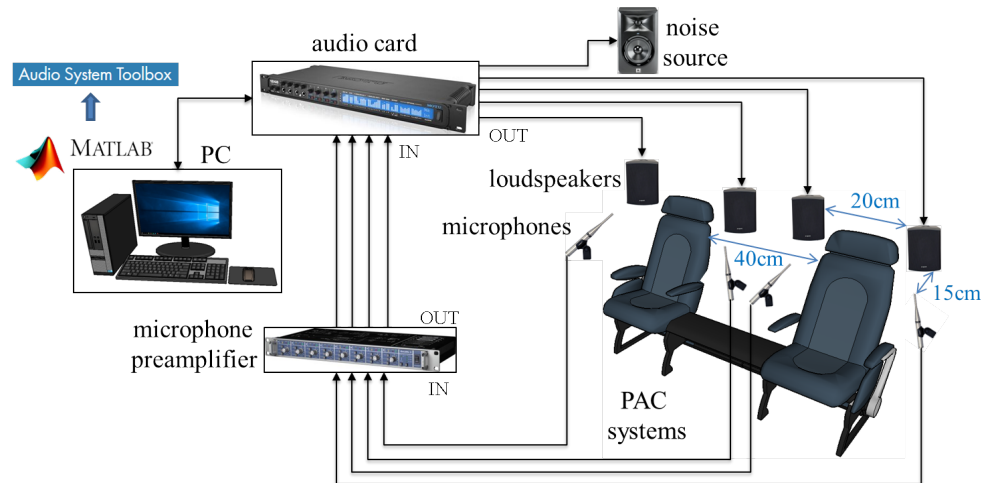 audio card
noise
source
Audio System Toolbox
MATLAB
PC
IN
OUT
loudspeakers
microphones
20cm
40cm
15cm
OUT
microphone
preamplifier
IN
PAC
systems